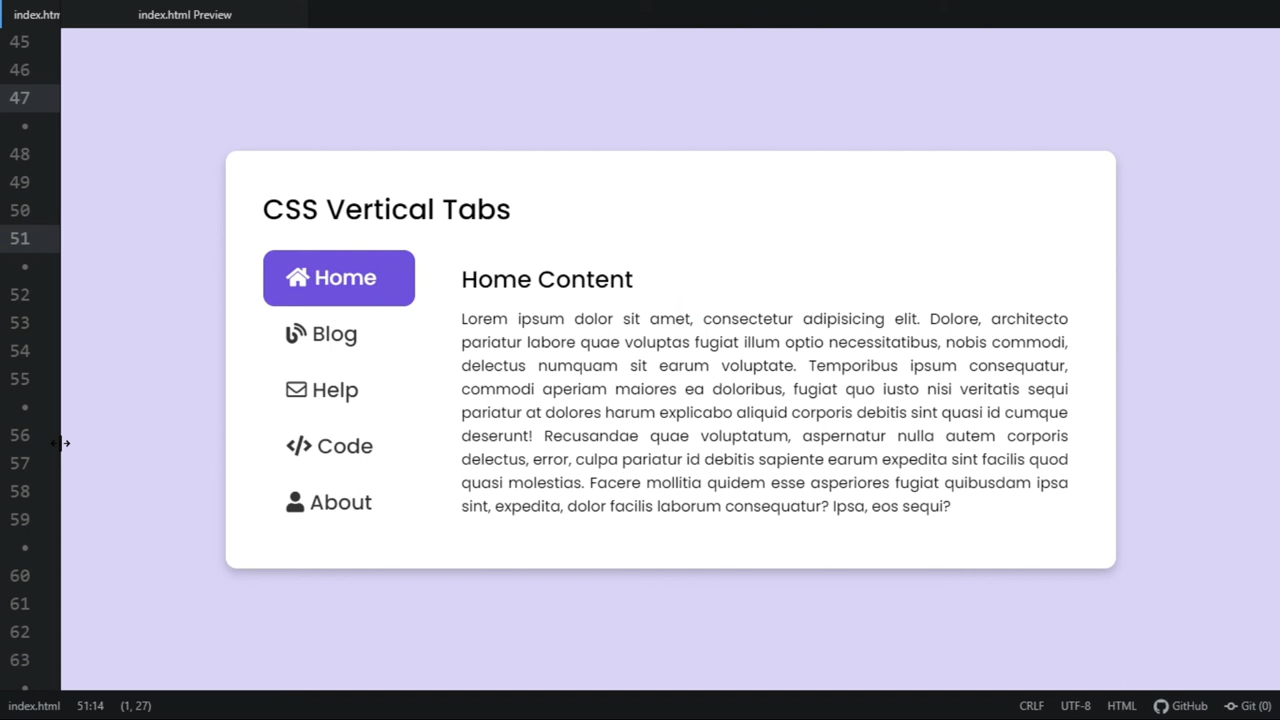 index.htm
index.html Preview
45
46
47
48
49
50
51
52
53
54
55
56
57
58
59
60
61
62
63
CSS Vertical Tabs
Home
Blog
Help
Code
About
Home Content
Lorem ipsum dolor sit amet, consectetur adipisicing elit. Dolore, architecto
pariatur labore quae voluptas fugiat illum optio necessitatibus, nobis commodi,
delectus numquam sit earum voluptate. Temporibus ipsum consequatur,
commodi aperiam maiores ea doloribus, fugiat quo iusto nisi veritatis sequi
pariatur at dolores harum explicabo aliquid corporis debitis sint quasi id cumque
deserunt! Recusandae quae voluptatum, aspernatur nulla autem corporis
delectus, error, culpa pariatur id debitis sapiente earum expedita sint facilis quod
quasi molestias. Facere mollitia quidem esse asperiores fugiat quibusdam ipsa
sint, expedita, dolor facilis laborum consequatur? Ipsa, eos sequi?
index.html 51:14 (1, 27) CRLF UTF-8 HTML GitHub Git (0)